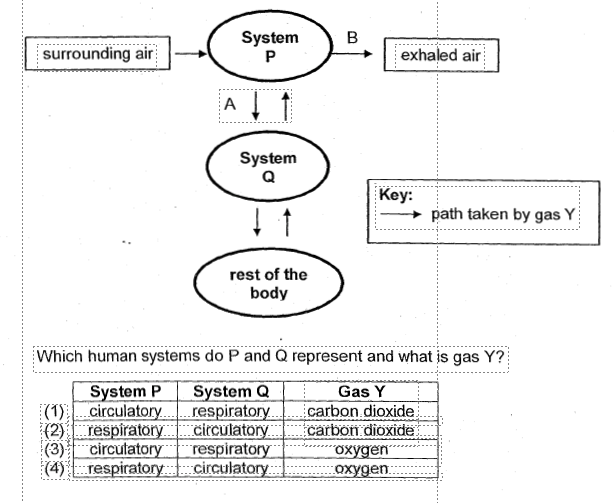 System P
B
surrounding air
exhaled air
A
System Q
Key:
path taken by gas Y
rest of the body
Which human systems do P and Q represent and what is gas Y?
System P System Q Gas Y
(1) circulatory respiratory carbon dioxide
(2) respiratory circulatory carbon dioxide
(3) circulatory respiratory oxygen
(4) respiratory circulatory oxygen